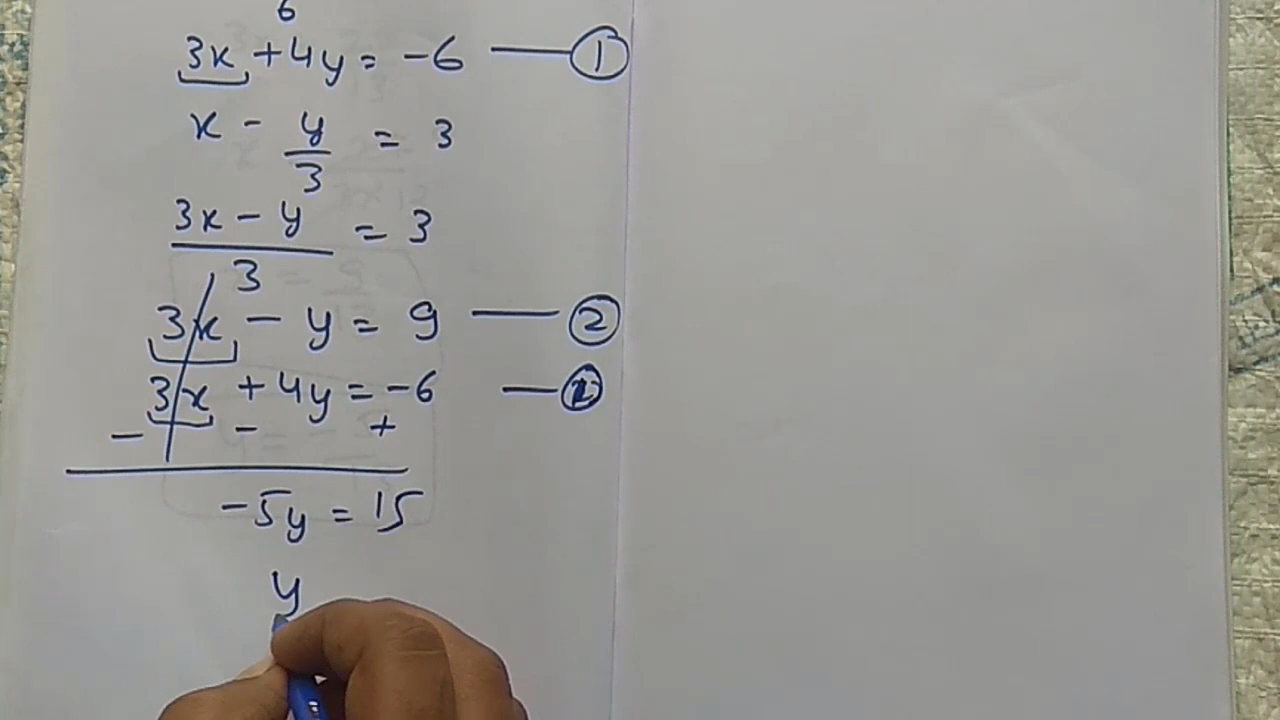 6
3x + 4y = -6 —— ①
x - y/3 = 3
3x - y / 3 = 3
3x - y = 9 —— ②
3x + 4y = -6 —— ①
- - +
-5y = 15
y